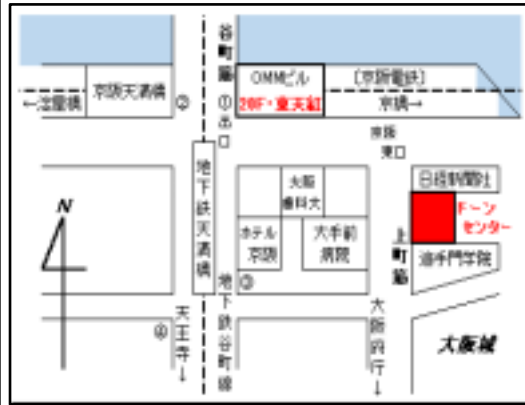 谷町筋
OMMビル
20F・東天紅
〔京阪電鉄〕
京橋→
京阪天満橋
←淀屋橋
②
①出口
京阪
東口
日経新聞社
ドーン
センター
追手門学院
上町筋
大阪
歯科大
ホテル
京阪
大手前
病院
地下鉄天満橋
N
③
地下鉄谷町線
④
天王寺↓
大阪府庁↓
大阪城